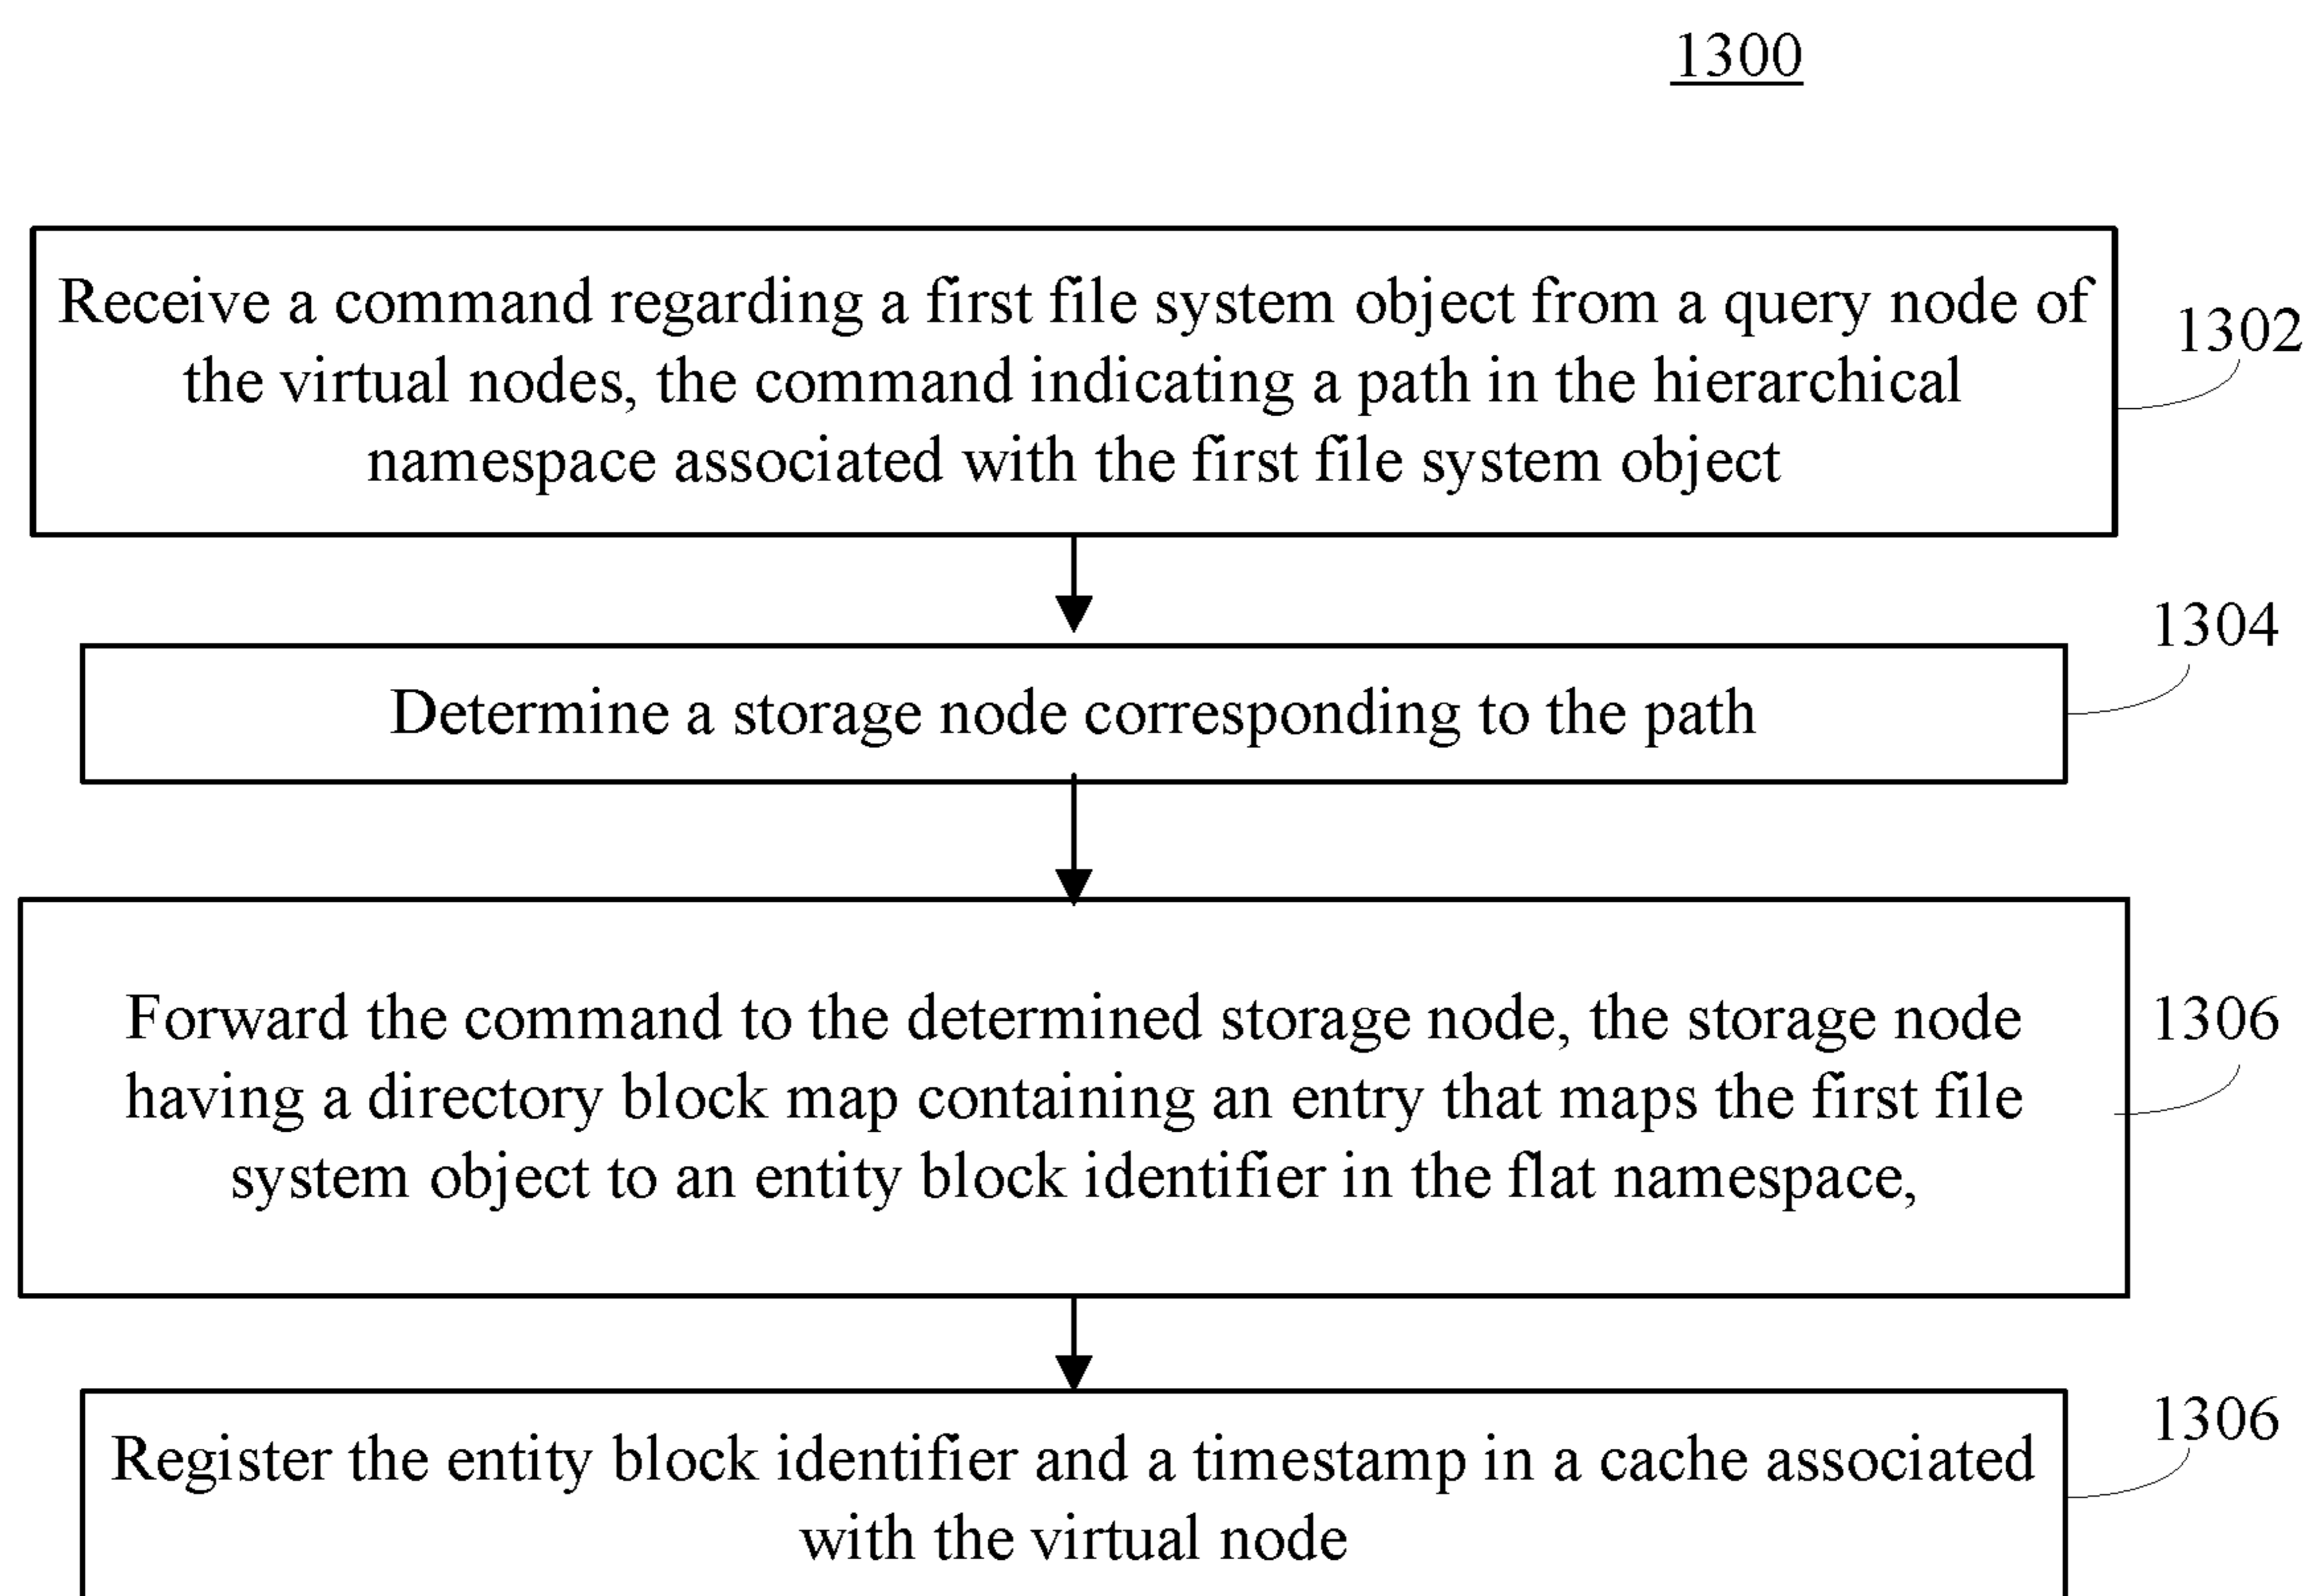 1300
Receive a command regarding a first file system object from a query node of
the virtual nodes, the command indicating a path in the hierarchical
namespace associated with the first file system object
1302
Determine a storage node corresponding to the path
1304
Forward the command to the determined storage node, the storage node
having a directory block map containing an entry that maps the first file
system object to an entity block identifier in the flat namespace,
1306
Register the entity block identifier and a timestamp in a cache associated
with the virtual node
1306